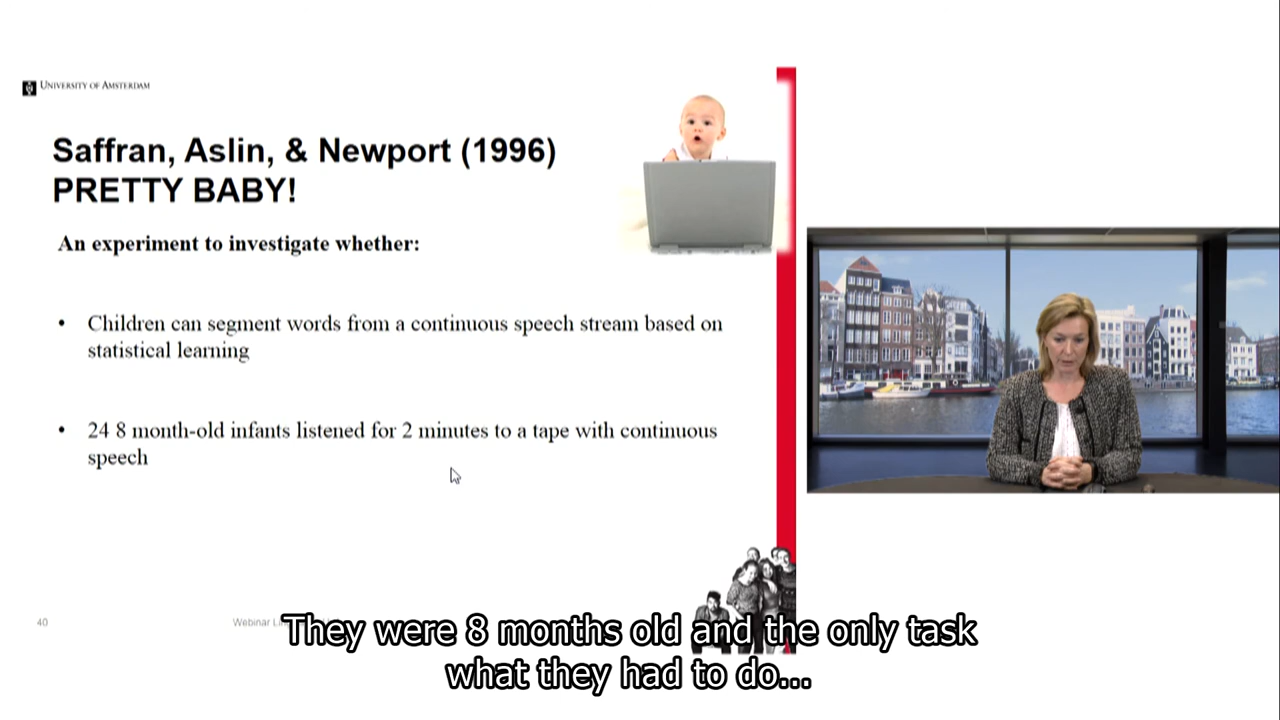 UNIVERSITY OF AMSTERDAM
Saffran, Aslin, & Newport (1996)
PRETTY BABY!
An experiment to investigate whether:
• Children can segment words from a continuous speech stream based on
statistical learning
• 24 8 month-old infants listened for 2 minutes to a tape with continuous
speech
40
Webinar
They were 8 months old and the only task
what they had to do...